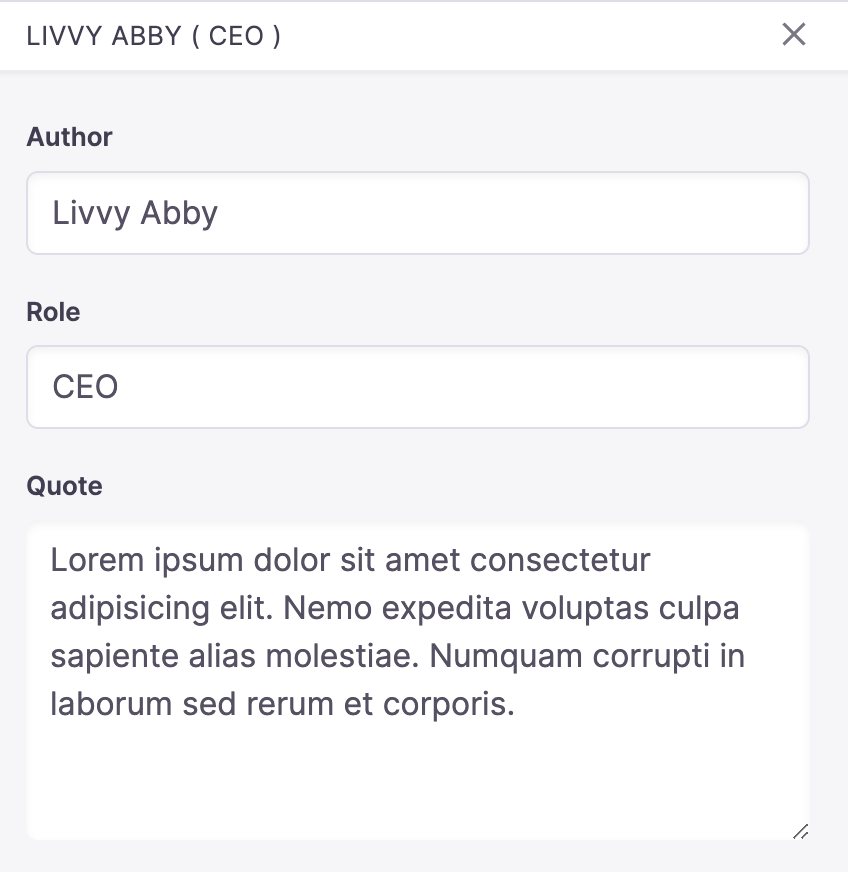 LIVVY ABBY ( CEO )
Author
Livvy Abby
Role
CEO
Quote
Lorem ipsum dolor sit amet consectetur
adipisicing elit. Nemo expedita voluptas culpa
sapiente alias molestiae. Numquam corrupti in
laborum sed rerum et corporis.